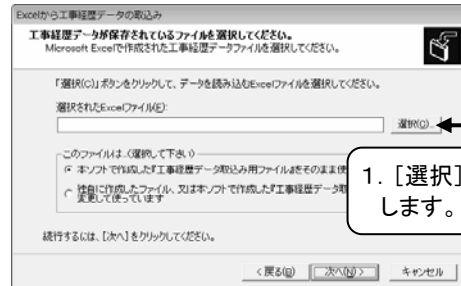 Excelから工事経歴データの取込み
工事経歴データが保存されているファイルを選択してください。
Microsoft Excelで作成された工事経歴データファイルを選択してください。
「選択(C)」ボタンをクリックして、データを読み込むExcelファイルを選択してください。
選択されたExcelファイル(E):
選択(C)...
このファイルは...(選択して下さい)
本ソフトで作成した『工事経歴データ取込み用ファイル』をそのまま使
独自に作成したファイル、又は本ソフトで作成した『工事経歴データ取
変更して使っています
1. [選択]
します。
続行するには、[次へ]をクリックしてください。
<戻る(B) 次へ(N)> キャンセル